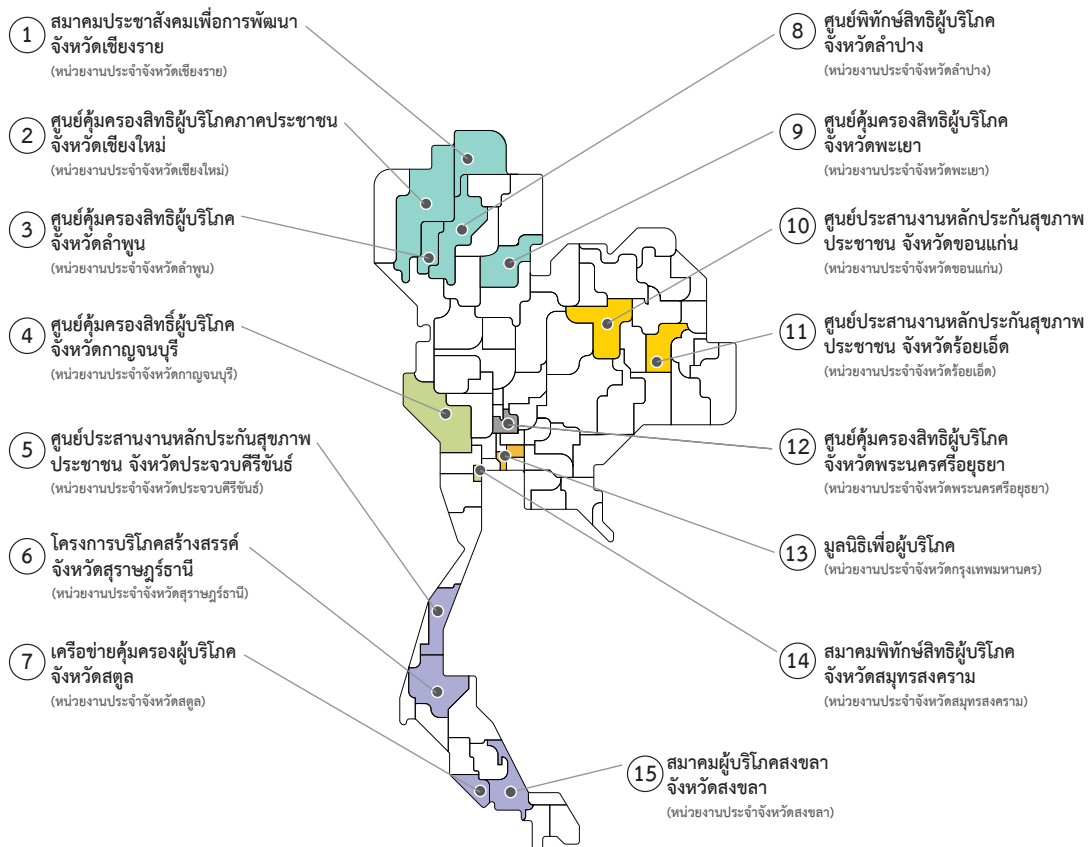 1
สมาคมประชาสังคมเพื่อการพัฒนา
จังหวัดเชียงราย
(หน่วยงานประจำจังหวัดเชียงราย)
2
ศูนย์คุ้มครองสิทธิผู้บริโภคภาคประชาชน
จังหวัดเชียงใหม่
(หน่วยงานประจำจังหวัดเชียงใหม่)
3
ศูนย์คุ้มครองสิทธิผู้บริโภค
จังหวัดลำพูน
(หน่วยงานประจำจังหวัดลำพูน)
4
ศูนย์คุ้มครองสิทธิ์ผู้บริโภค
จังหวัดกาญจนบุรี
(หน่วยงานประจำจังหวัดกาญจนบุรี)
5
ศูนย์ประสานงานหลักประกันสุขภาพ
ประชาชน จังหวัดประจวบคีรีขันธ์
(หน่วยงานประจำจังหวัดประจวบคีรีขันธ์)
6
โครงการบริโภคสร้างสรรค์
จังหวัดสุราษฎร์ธานี
(หน่วยงานประจำจังหวัดสุราษฎร์ธานี)
7
เครือข่ายคุ้มครองผู้บริโภค
จังหวัดสตูล
(หน่วยงานประจำจังหวัดสตูล)
8
ศูนย์พิทักษ์สิทธิผู้บริโภค
จังหวัดลำปาง
(หน่วยงานประจำจังหวัดลำปาง)
9
ศูนย์คุ้มครองสิทธิผู้บริโภค
จังหวัดพะเยา
(หน่วยงานประจำจังหวัดพะเยา)
10
ศูนย์ประสานงานหลักประกันสุขภาพ
ประชาชน จังหวัดขอนแก่น
(หน่วยงานประจำจังหวัดขอนแก่น)
11
ศูนย์ประสานงานหลักประกันสุขภาพ
ประชาชน จังหวัดร้อยเอ็ด
(หน่วยงานประจำจังหวัดร้อยเอ็ด)
12
ศูนย์คุ้มครองสิทธิผู้บริโภค
จังหวัดพระนครศรีอยุธยา
(หน่วยงานประจำจังหวัดพระนครศรีอยุธยา)
13
มูลนิธิเพื่อผู้บริโภค
(หน่วยงานประจำจังหวัดกรุงเทพมหานคร)
14
สมาคมพิทักษ์สิทธิผู้บริโภค
จังหวัดสมุทรสงคราม
(หน่วยงานประจำจังหวัดสมุทรสงคราม)
15
สมาคมผู้บริโภคสงขลา
จังหวัดสงขลา
(หน่วยงานประจำจังหวัดสงขลา)